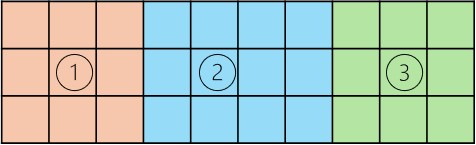 ① ② ③